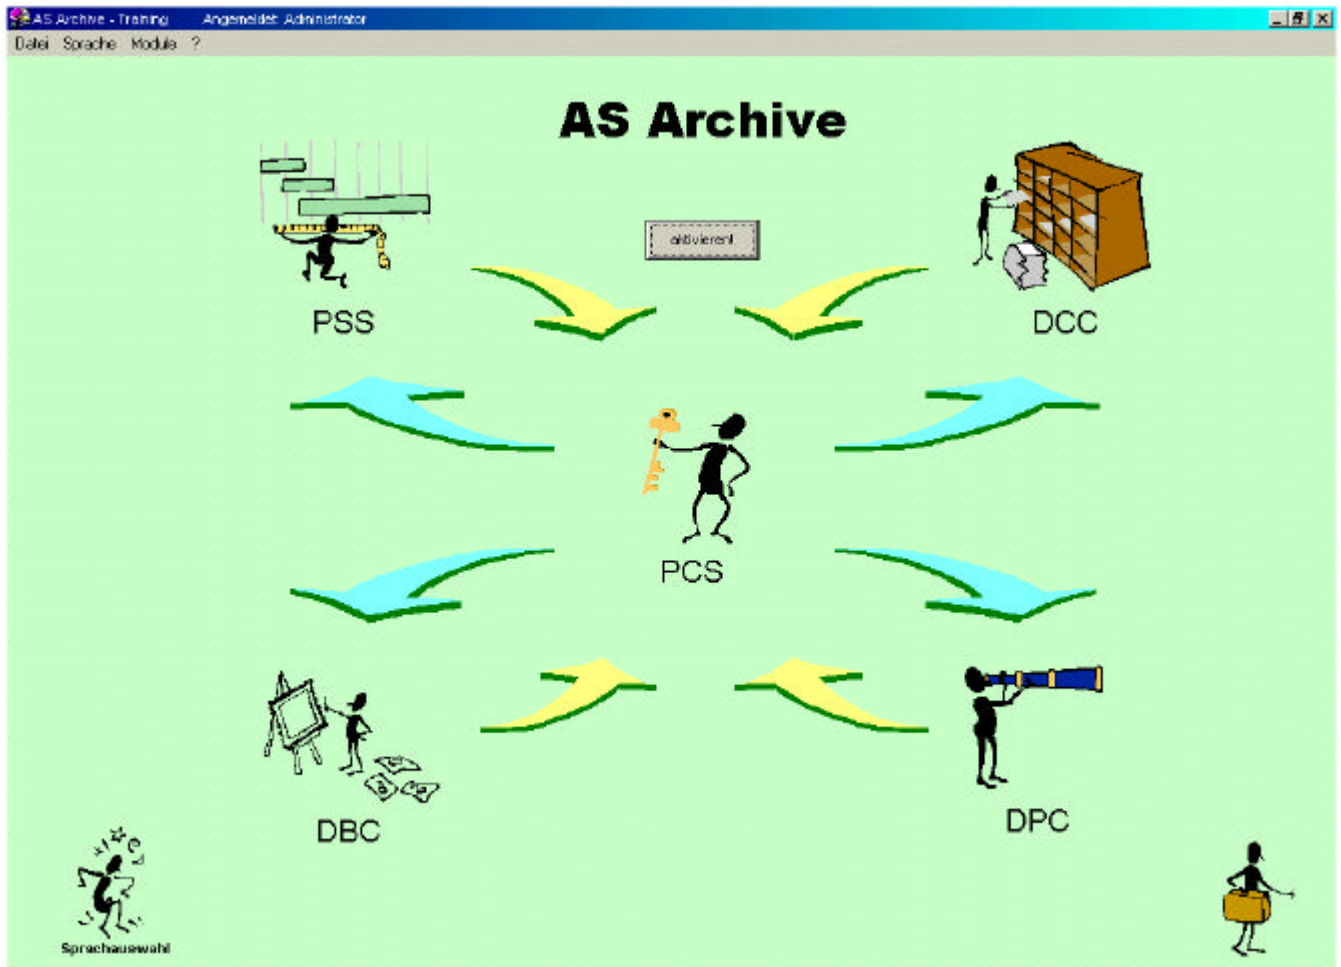 AS Archive - Training Angemeldet: Administrator
Datei Sprache Module ?
AS Archive
aktivieren!
PSS
DCC
PCS
DBC
DPC
Sprachauswahl